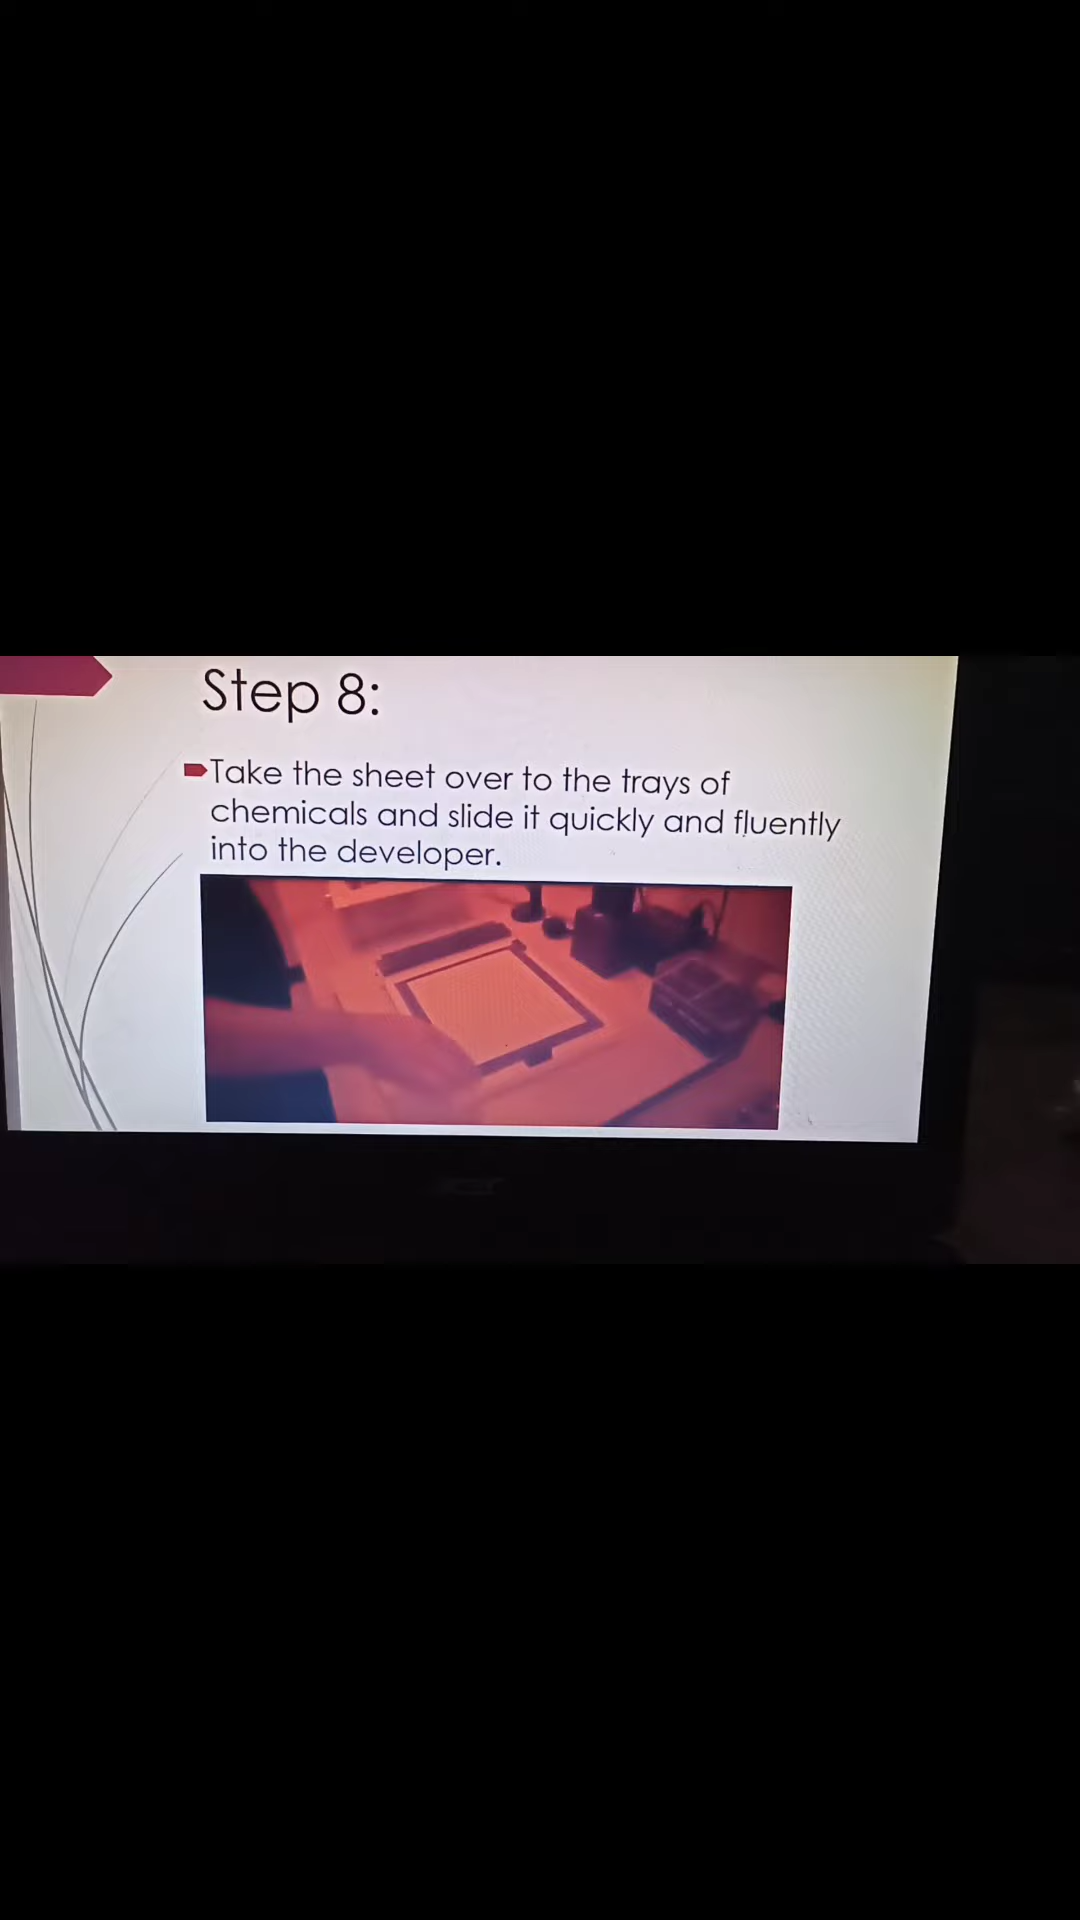 Step 8:
Take the sheet over to the trays of
chemicals and slide it quickly and fluently
into the developer.